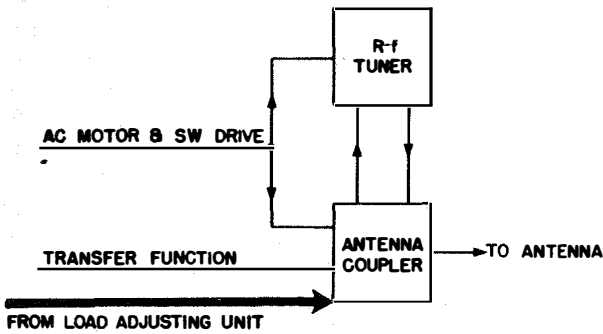 R-f
TUNER
AC MOTOR & SW DRIVE
ANTENNA
COUPLER
TO ANTENNA
TRANSFER FUNCTION
FROM LOAD ADJUSTING UNIT